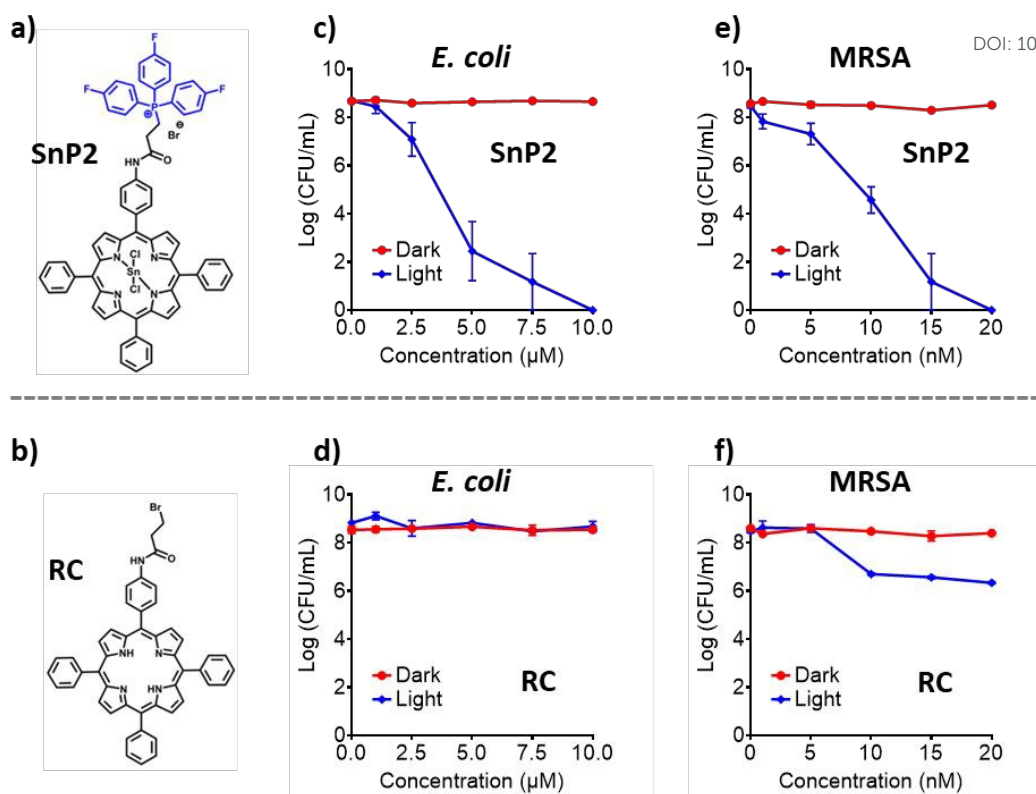 a)
F
F
F
P
⊕
⊖
Br
SnP2
O
HN
Cl
N
N
Sn
N
N
Cl
c)
E. coli
10
8
6
4
2
0
Log (CFU/mL)
SnP2
Dark
Light
0.0 2.5 5.0 7.5 10.0
Concentration (µM)
e)
MRSA
DOI: 10
10
8
6
4
2
0
Log (CFU/mL)
SnP2
Dark
Light
0 5 10 15 20
Concentration (nM)
b)
Br
RC
O
HN
NH
N
N
HN
d)
E. coli
10
8
6
4
2
0
Log (CFU/mL)
Dark
Light
RC
0.0 2.5 5.0 7.5 10.0
Concentration (µM)
f)
MRSA
10
8
6
4
2
0
Log (CFU/mL)
Dark
Light
RC
0 5 10 15 20
Concentration (nM)